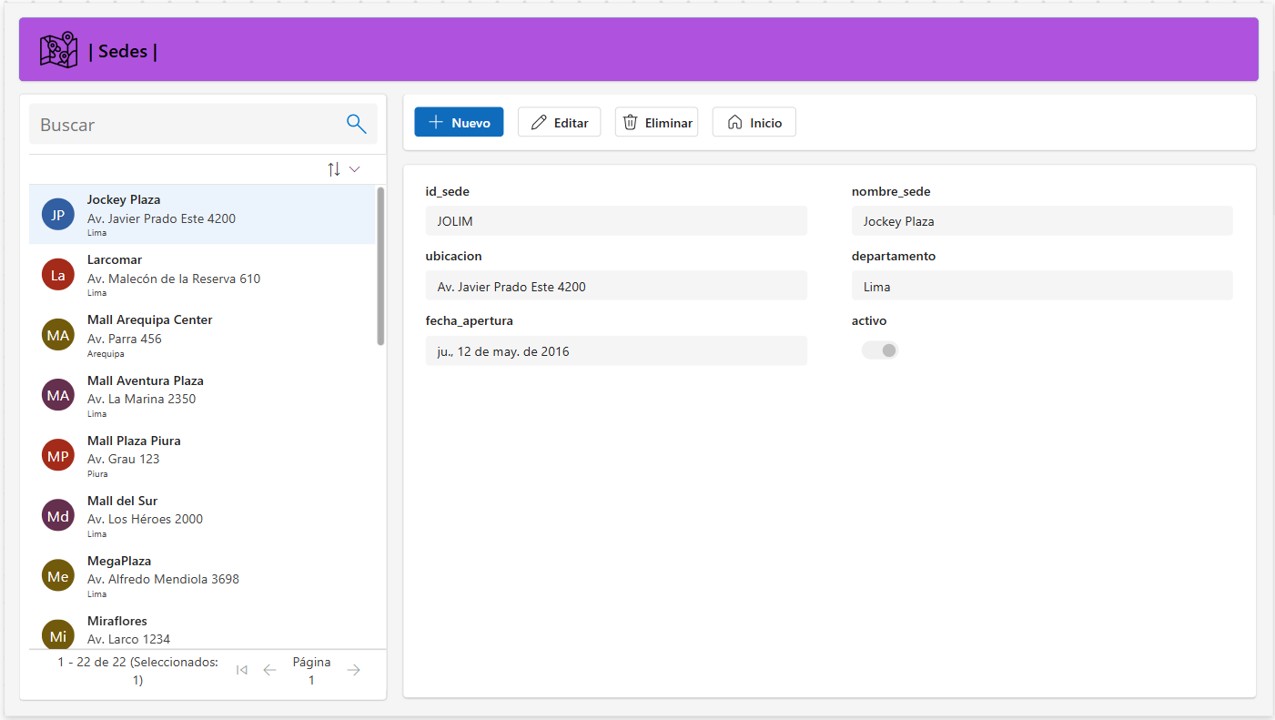 | Sedes |
Buscar
JP
Jockey Plaza
Av. Javier Prado Este 4200
Lima
La
Larcomar
Av. Malecón de la Reserva 610
Lima
MA
Mall Arequipa Center
Av. Parra 456
Arequipa
MA
Mall Aventura Plaza
Av. La Marina 2350
Lima
MP
Mall Plaza Piura
Av. Grau 123
Piura
Md
Mall del Sur
Av. Los Héroes 2000
Lima
Me
MegaPlaza
Av. Alfredo Mendiola 3698
Lima
Mi
Miraflores
Av. Larco 1234
1 - 22 de 22 (Seleccionados:
1)
Página
1
Nuevo
Editar
Eliminar
Inicio
id_sede
JOLIM
nombre_sede
Jockey Plaza
ubicacion
Av. Javier Prado Este 4200
departamento
Lima
fecha_apertura
ju., 12 de may. de 2016
activo